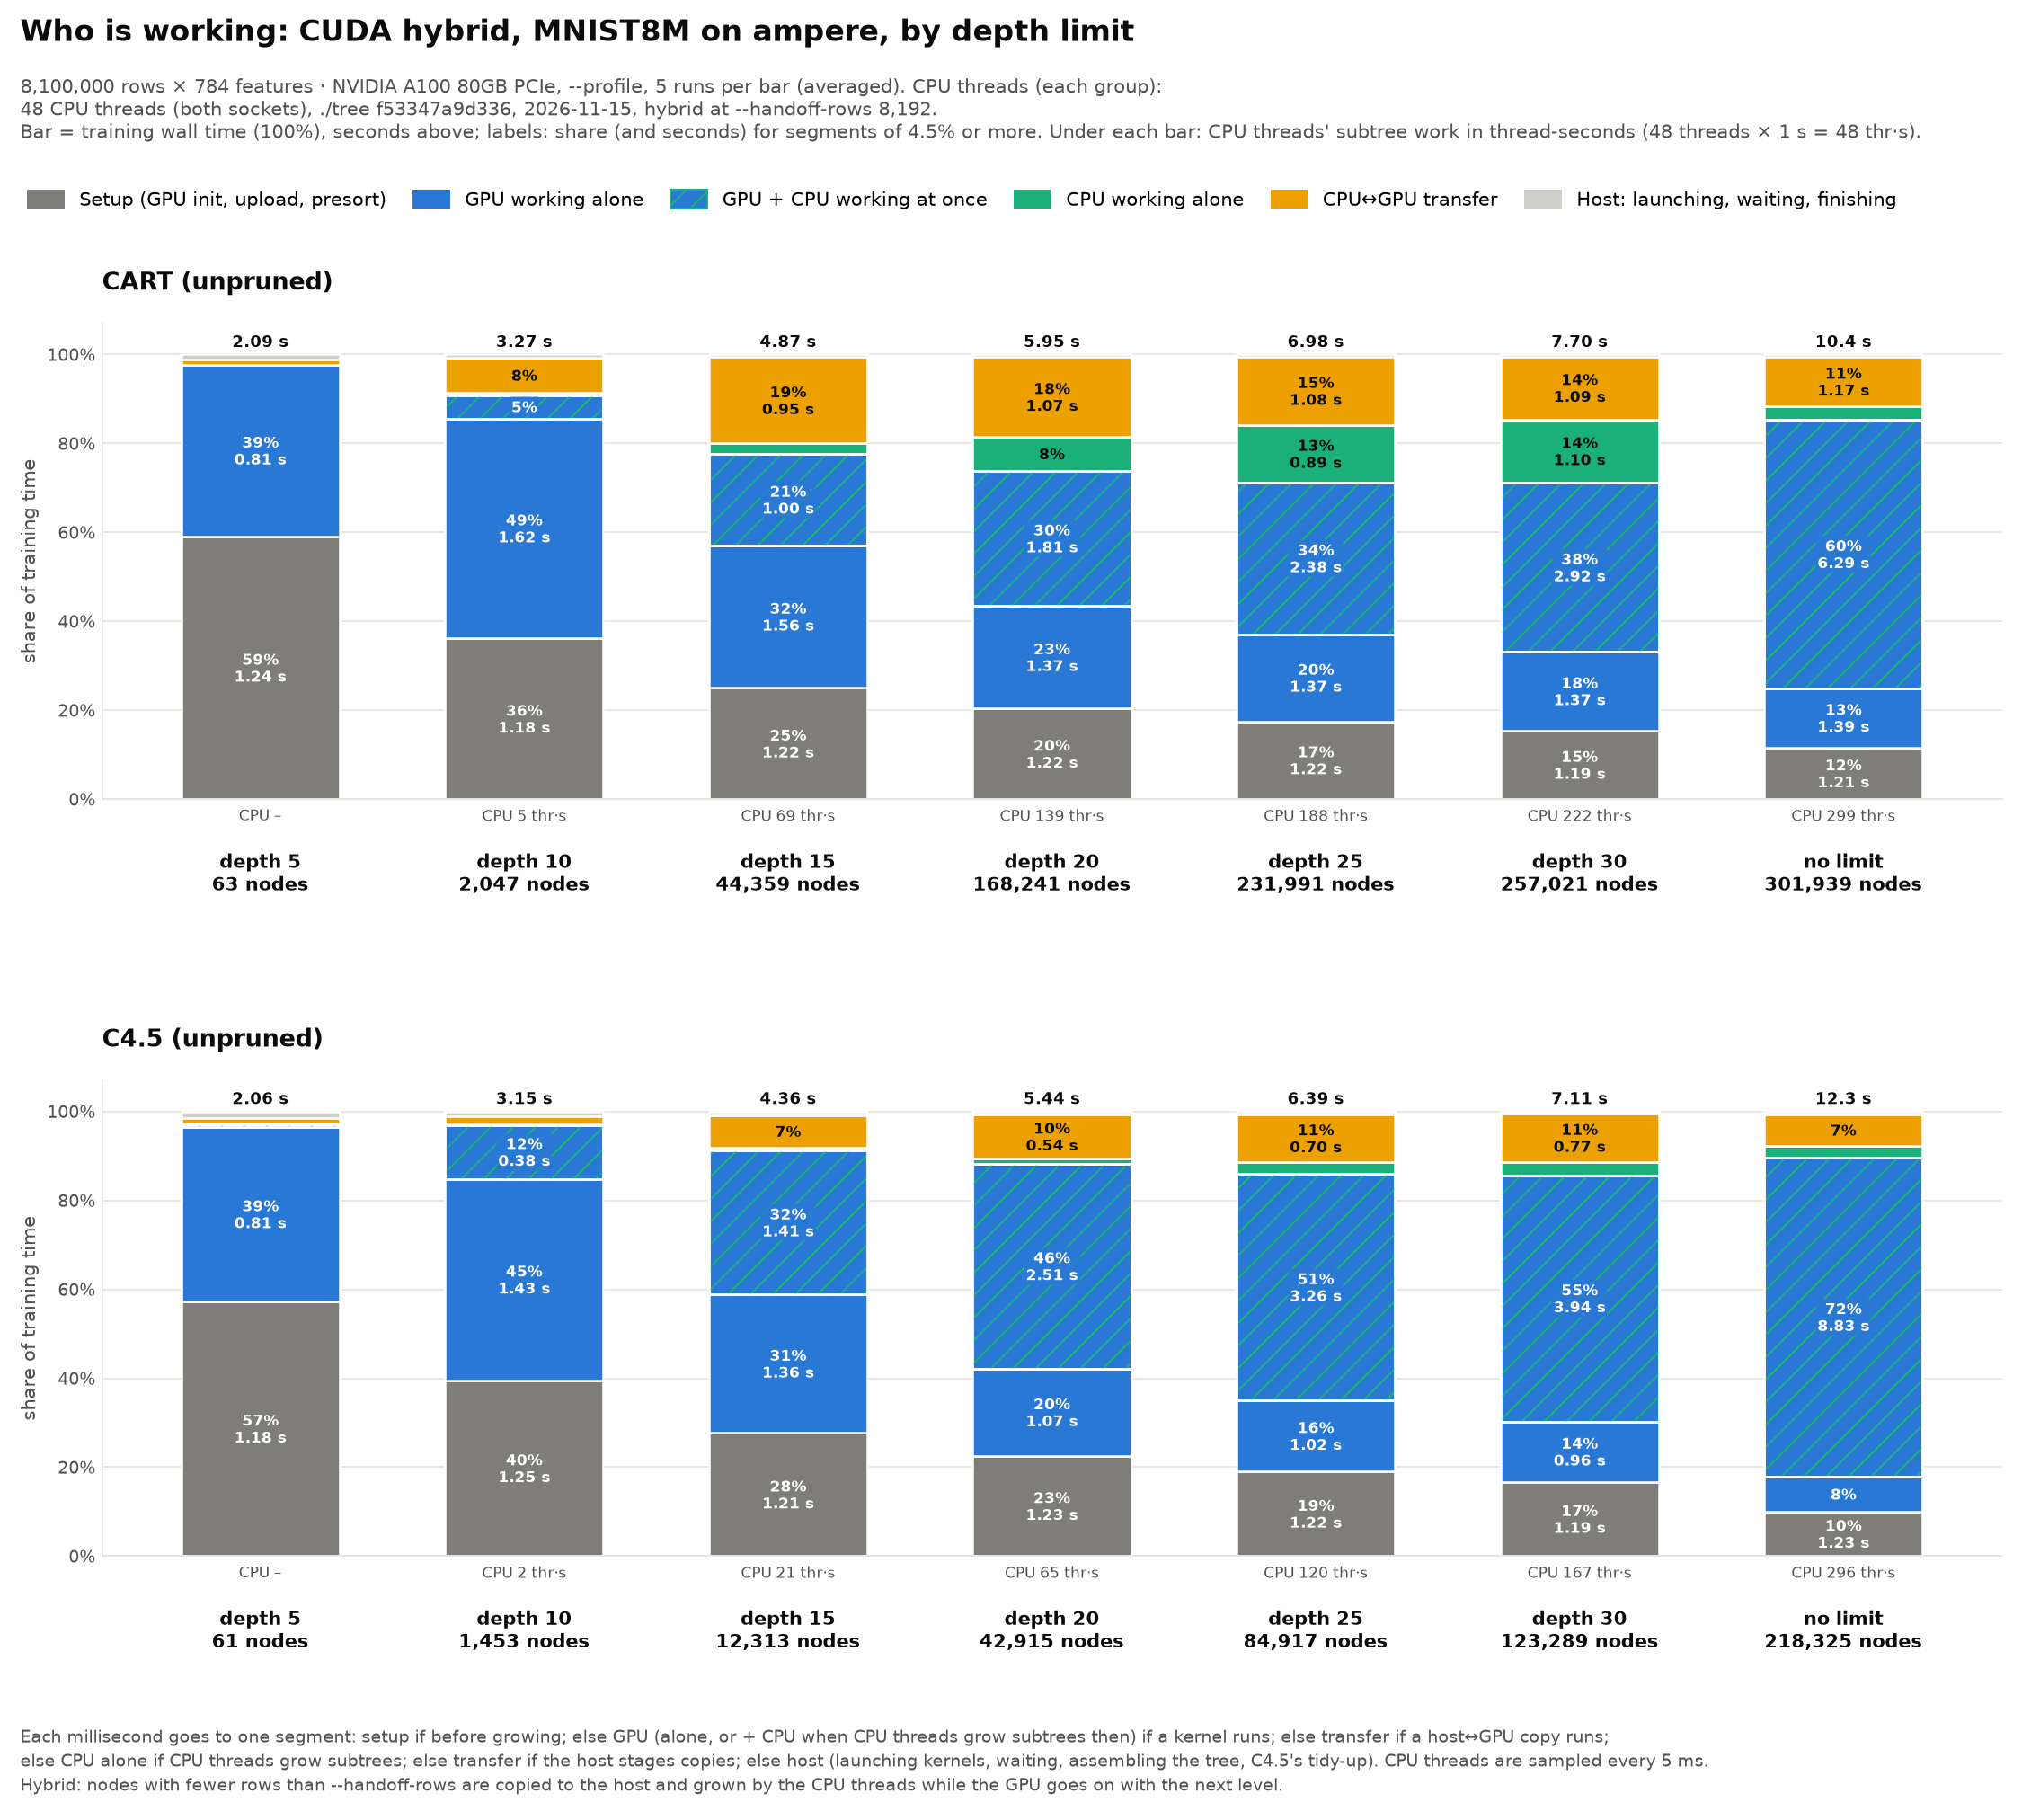 Who is working: CUDA hybrid, MNIST8M on ampere, by depth limit
8,100,000 rows × 784 features · NVIDIA A100 80GB PCIe, --profile, 5 runs per bar (averaged). CPU threads (each group):
48 CPU threads (both sockets), ./tree f53347a9d336, 2026-11-15, hybrid at --handoff-rows 8,192.
Bar = training wall time (100%), seconds above; labels: share (and seconds) for segments of 4.5% or more. Under each bar: CPU threads' subtree work in thread-seconds (48 threads × 1 s = 48 thr·s).
Setup (GPU init, upload, presort) GPU working alone GPU + CPU working at once CPU working alone CPU↔GPU transfer Host: launching, waiting, finishing
CART (unpruned)
share of training time
100%
80%
60%
40%
20%
0%
2.09 s 3.27 s 4.87 s 5.95 s 6.98 s 7.70 s 10.4 s
39%
0.81 s
59%
1.24 s
8%
5%
49%
1.62 s
36%
1.18 s
19%
0.95 s
21%
1.00 s
32%
1.56 s
25%
1.22 s
18%
1.07 s
8%
30%
1.81 s
23%
1.37 s
20%
1.22 s
15%
1.08 s
13%
0.89 s
34%
2.38 s
20%
1.37 s
17%
1.22 s
14%
1.09 s
14%
1.10 s
38%
2.92 s
18%
1.37 s
15%
1.19 s
11%
1.17 s
60%
6.29 s
13%
1.39 s
12%
1.21 s
CPU – CPU 5 thr·s CPU 69 thr·s CPU 139 thr·s CPU 188 thr·s CPU 222 thr·s CPU 299 thr·s
depth 5 depth 10 depth 15 depth 20 depth 25 depth 30 no limit
63 nodes 2,047 nodes 44,359 nodes 168,241 nodes 231,991 nodes 257,021 nodes 301,939 nodes
C4.5 (unpruned)
share of training time
100%
80%
60%
40%
20%
0%
2.06 s 3.15 s 4.36 s 5.44 s 6.39 s 7.11 s 12.3 s
39%
0.81 s
57%
1.18 s
12%
0.38 s
45%
1.43 s
40%
1.25 s
7%
32%
1.41 s
31%
1.36 s
28%
1.21 s
10%
0.54 s
46%
2.51 s
20%
1.07 s
23%
1.23 s
11%
0.70 s
51%
3.26 s
16%
1.02 s
19%
1.22 s
11%
0.77 s
55%
3.94 s
14%
0.96 s
17%
1.19 s
7%
72%
8.83 s
8%
10%
1.23 s
CPU – CPU 2 thr·s CPU 21 thr·s CPU 65 thr·s CPU 120 thr·s CPU 167 thr·s CPU 296 thr·s
depth 5 depth 10 depth 15 depth 20 depth 25 depth 30 no limit
61 nodes 1,453 nodes 12,313 nodes 42,915 nodes 84,917 nodes 123,289 nodes 218,325 nodes
Each millisecond goes to one segment: setup if before growing; else GPU (alone, or + CPU when CPU threads grow subtrees then) if a kernel runs; else transfer if a host↔GPU copy runs;
else CPU alone if CPU threads grow subtrees; else transfer if the host stages copies; else host (launching kernels, waiting, assembling the tree, C4.5's tidy-up). CPU threads are sampled every 5 ms.
Hybrid: nodes with fewer rows than --handoff-rows are copied to the host and grown by the CPU threads while the GPU goes on with the next level.